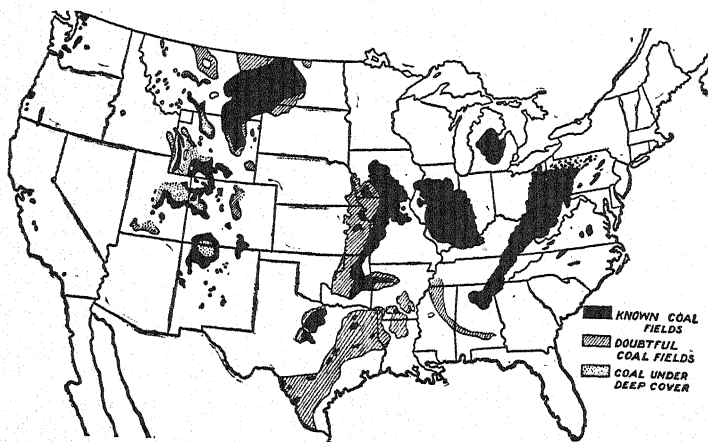 KNOWN COAL
FIELDS
DOUBTFUL
COAL FIELDS
COAL UNDER
DEEP COVER